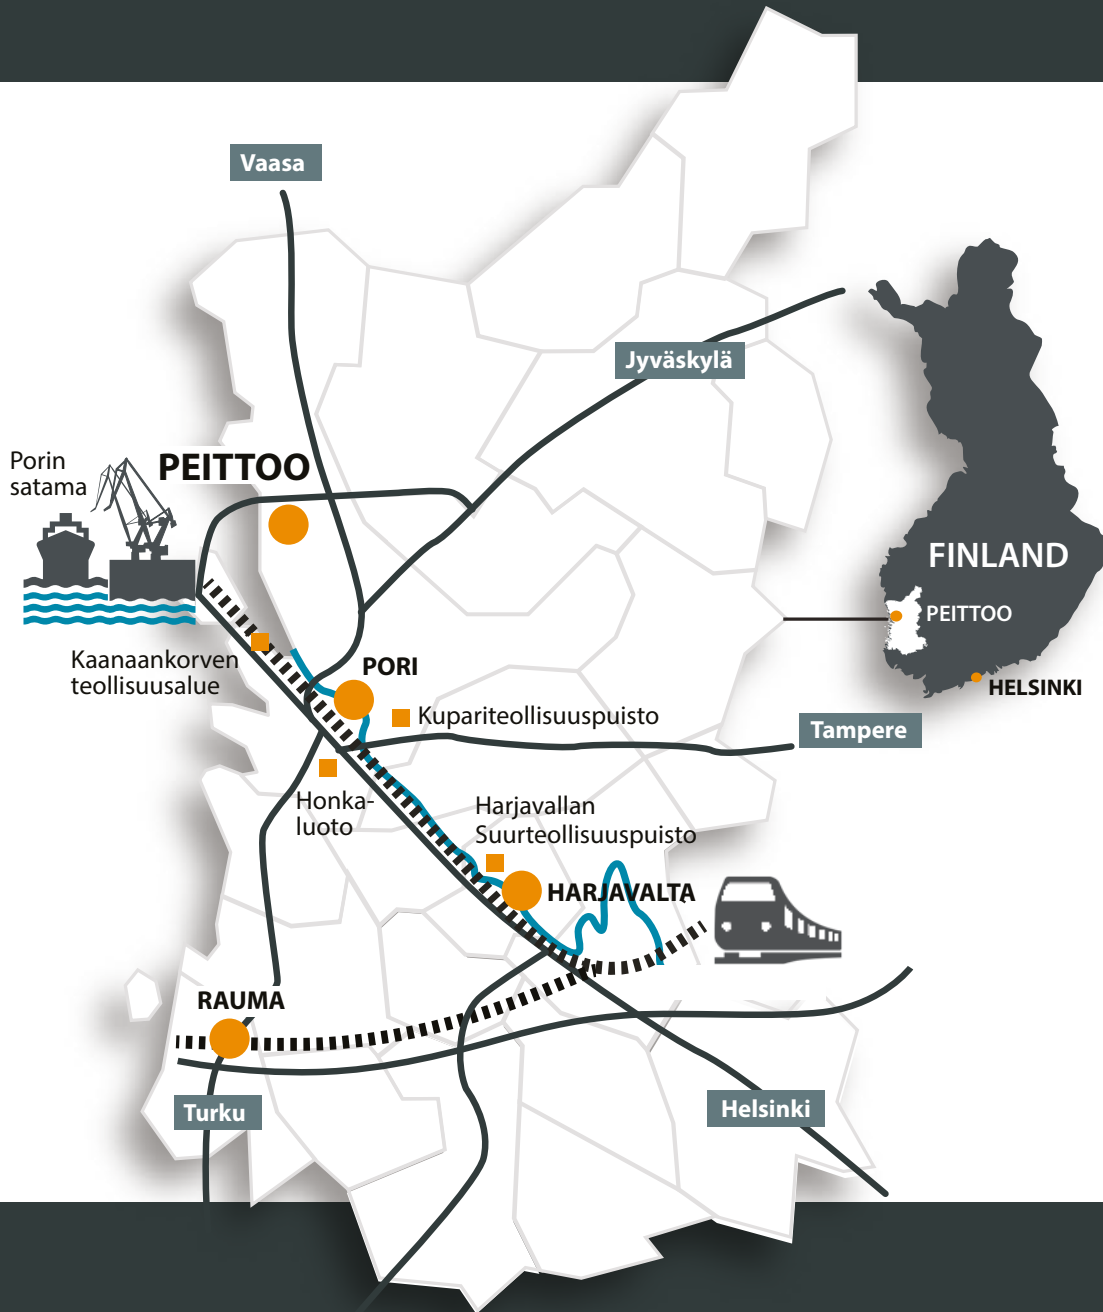 Vaasa
Jyväskylä
Porin
satama
PEITTOO
FINLAND
PEITTOO
HELSINKI
Kaanaankorven
teollisuusalue
PORI
Kupariteollisuuspuisto
Tampere
Honka-
luoto
Harjavallan
Suurteollisuuspuisto
HARJAVALTA
RAUMA
Turku
Helsinki